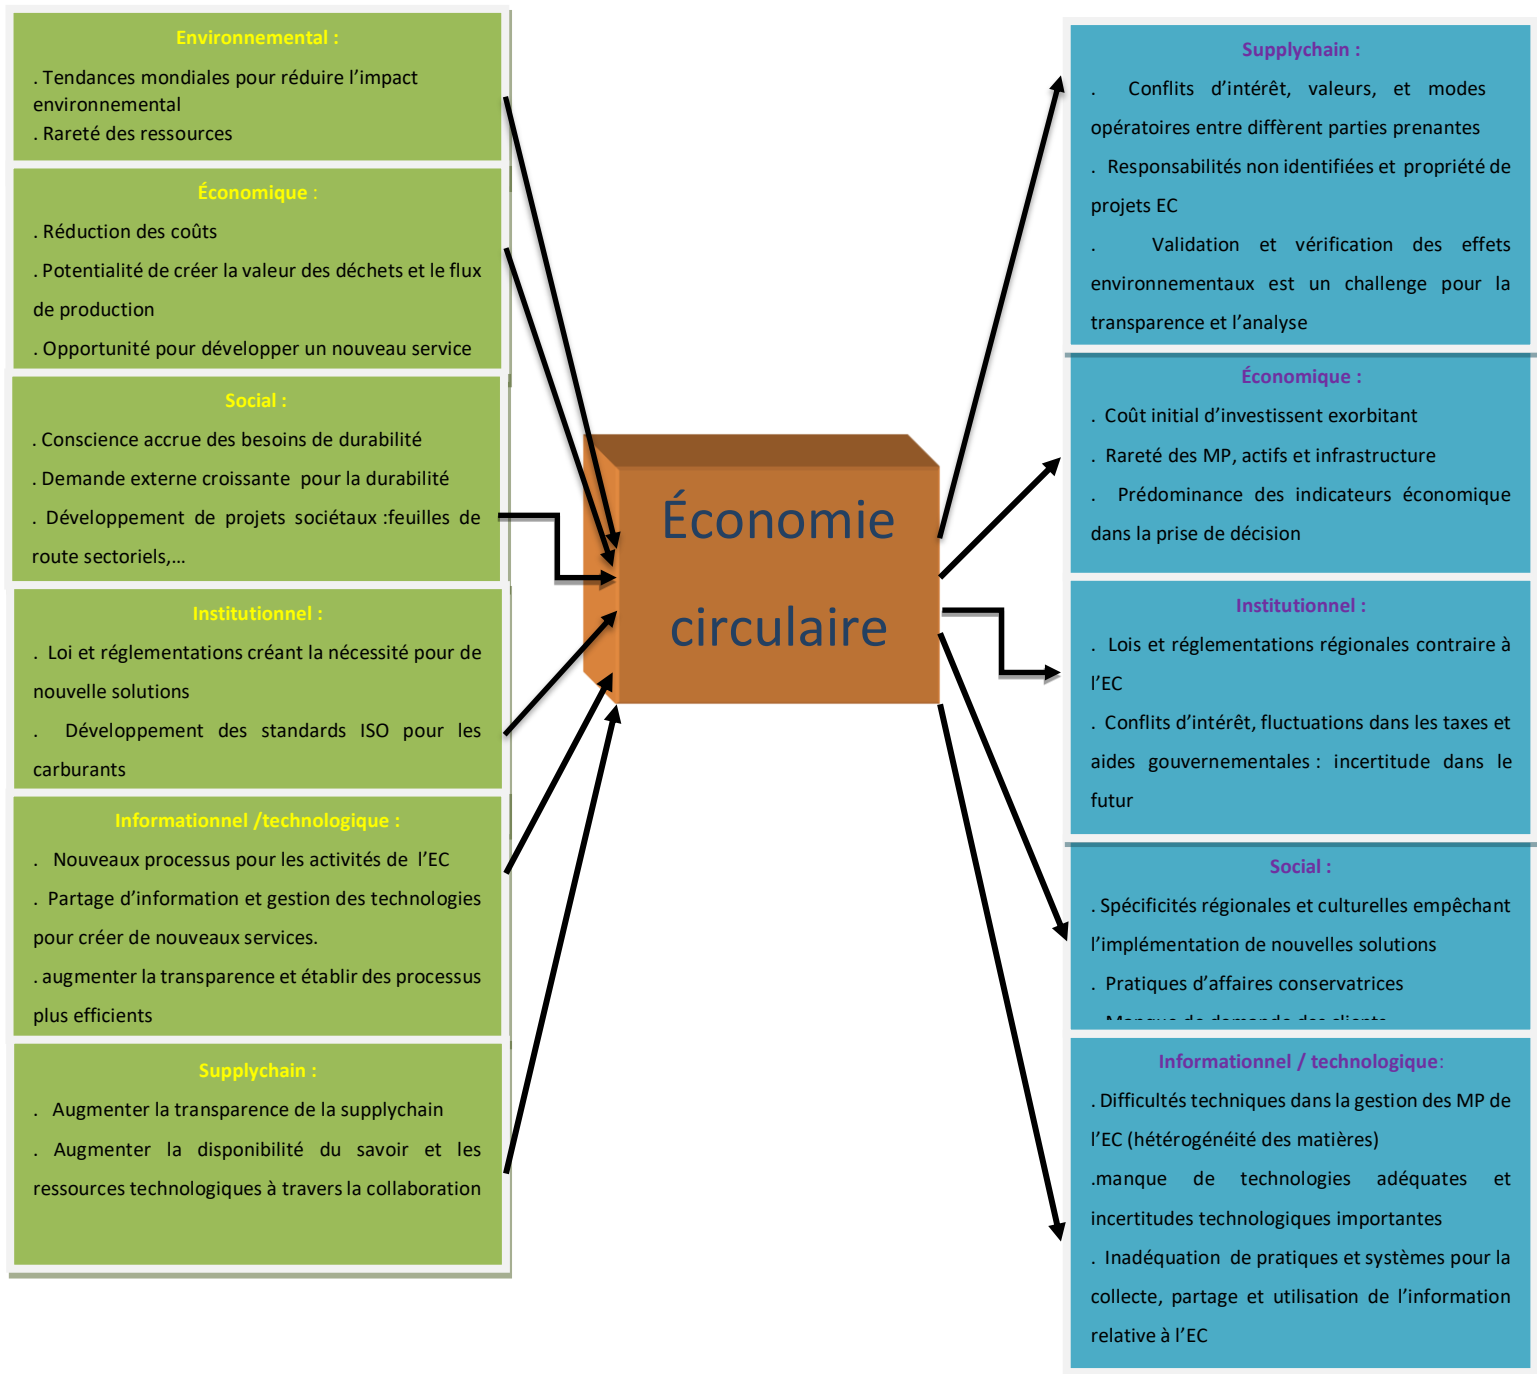 Environnemental :
. Tendances mondiales pour réduire l'impact
environnemental
. Rareté des ressources
Économique :
. Réduction des coûts
. Potentialité de créer la valeur des déchets et le flux
de production
. Opportunité pour développer un nouveau service
Social :
. Conscience accrue des besoins de durabilité
. Demande externe croissante pour la durabilité
. Développement de projets sociétaux :feuilles de
route sectoriels,...
Institutionnel :
. Loi et réglementations créant la nécessité pour de
nouvelle solutions
. Développement des standards ISO pour les
carburants
Informationnel /technologique :
. Nouveaux processus pour les activités de l'EC
. Partage d'information et gestion des technologies
pour créer de nouveaux services.
. augmenter la transparence et établir des processus
plus efficients
Supplychain :
. Augmenter la transparence de la supplychain
. Augmenter la disponibilité du savoir et les
ressources technologiques à travers la collaboration
Économie
circulaire
Supplychain :
. Conflits d'intérêt, valeurs, et modes
opératoires entre diffèrent parties prenantes
. Responsabilités non identifiées et propriété de
projets EC
. Validation et vérification des effets
environnementaux est un challenge pour la
transparence et l'analyse
Économique :
. Coût initial d'investissent exorbitant
. Rareté des MP, actifs et infrastructure
. Prédominance des indicateurs économique
dans la prise de décision
Institutionnel :
. Lois et réglementations régionales contraire à
l'EC
. Conflits d'intérêt, fluctuations dans les taxes et
aides gouvernementales : incertitude dans le
futur
Social :
. Spécificités régionales et culturelles empêchant
l'implémentation de nouvelles solutions
. Pratiques d'affaires conservatrices
. Manque de demande des clients
Informationnel / technologique:
. Difficultés techniques dans la gestion des MP de
l'EC (hétérogénéité des matières)
.manque de technologies adéquates et
incertitudes technologiques importantes
. Inadéquation de pratiques et systèmes pour la
collecte, partage et utilisation de l'information
relative à l'EC